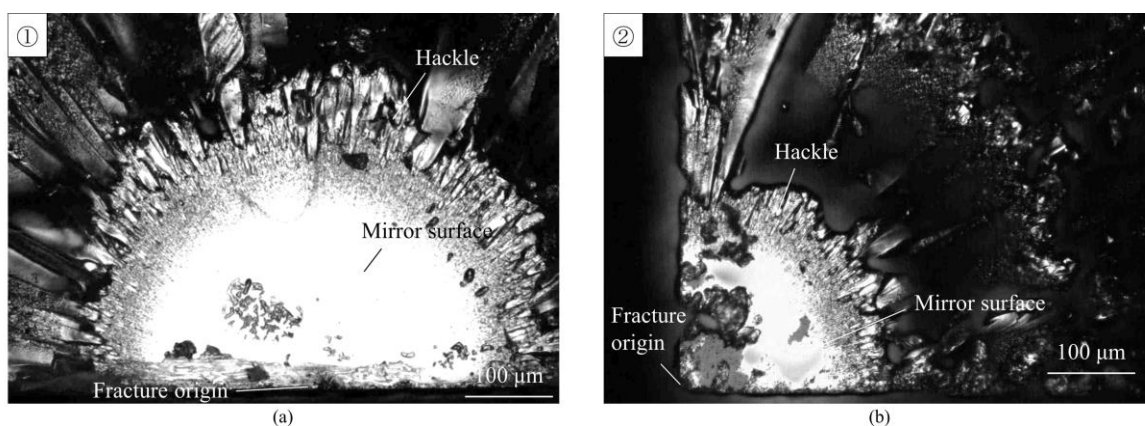 ①
Hackle
Mirror surface
Fracture origin
100 μm
(a)
②
Hackle
Mirror surface
Fracture
origin
100 μm
(b)